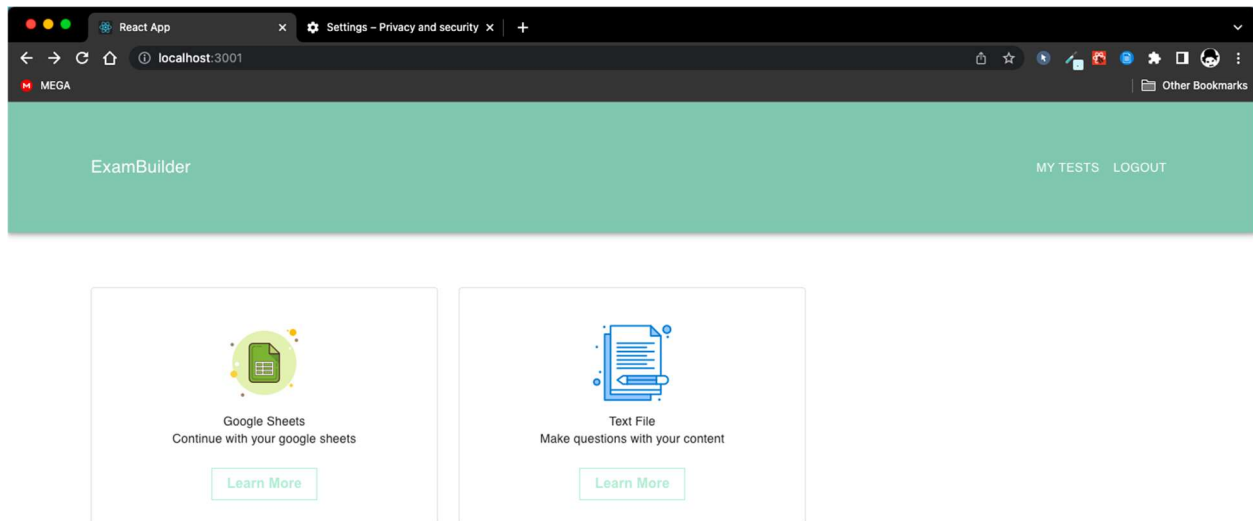 React App
Settings – Privacy and security
localhost:3001
MEGA
Other Bookmarks
ExamBuilder
MY TESTS LOGOUT
Google Sheets
Continue with your google sheets
Learn More
Text File
Make questions with your content
Learn More